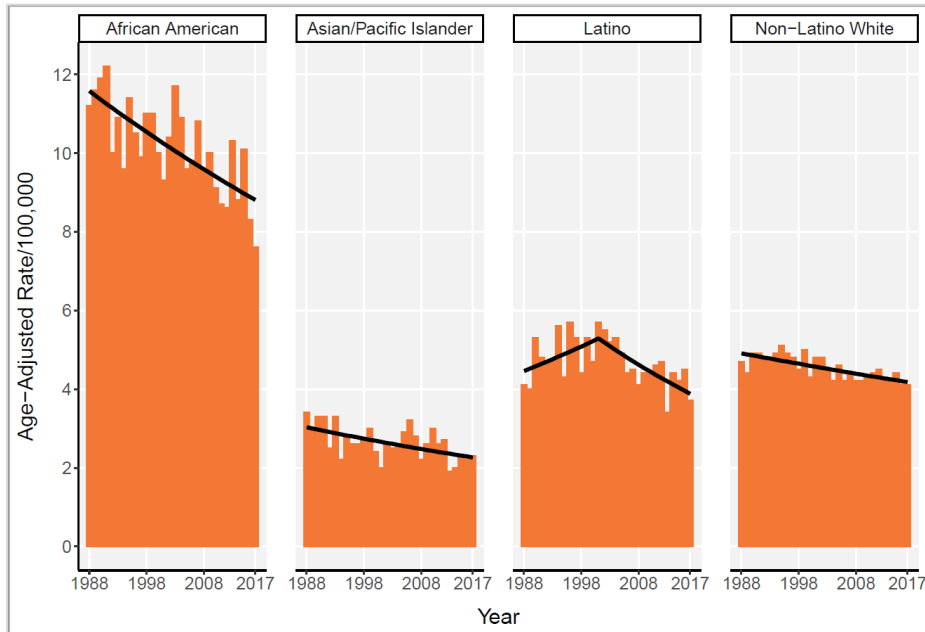 African American
Asian/Pacific Islander
Latino
Non−Latino White
Age−Adjusted Rate/100,000
12
10
8
6
4
2
0
1988 1998 2008 2017
1988 1998 2008 2017
1988 1998 2008 2017
1988 1998 2008 2017
Year